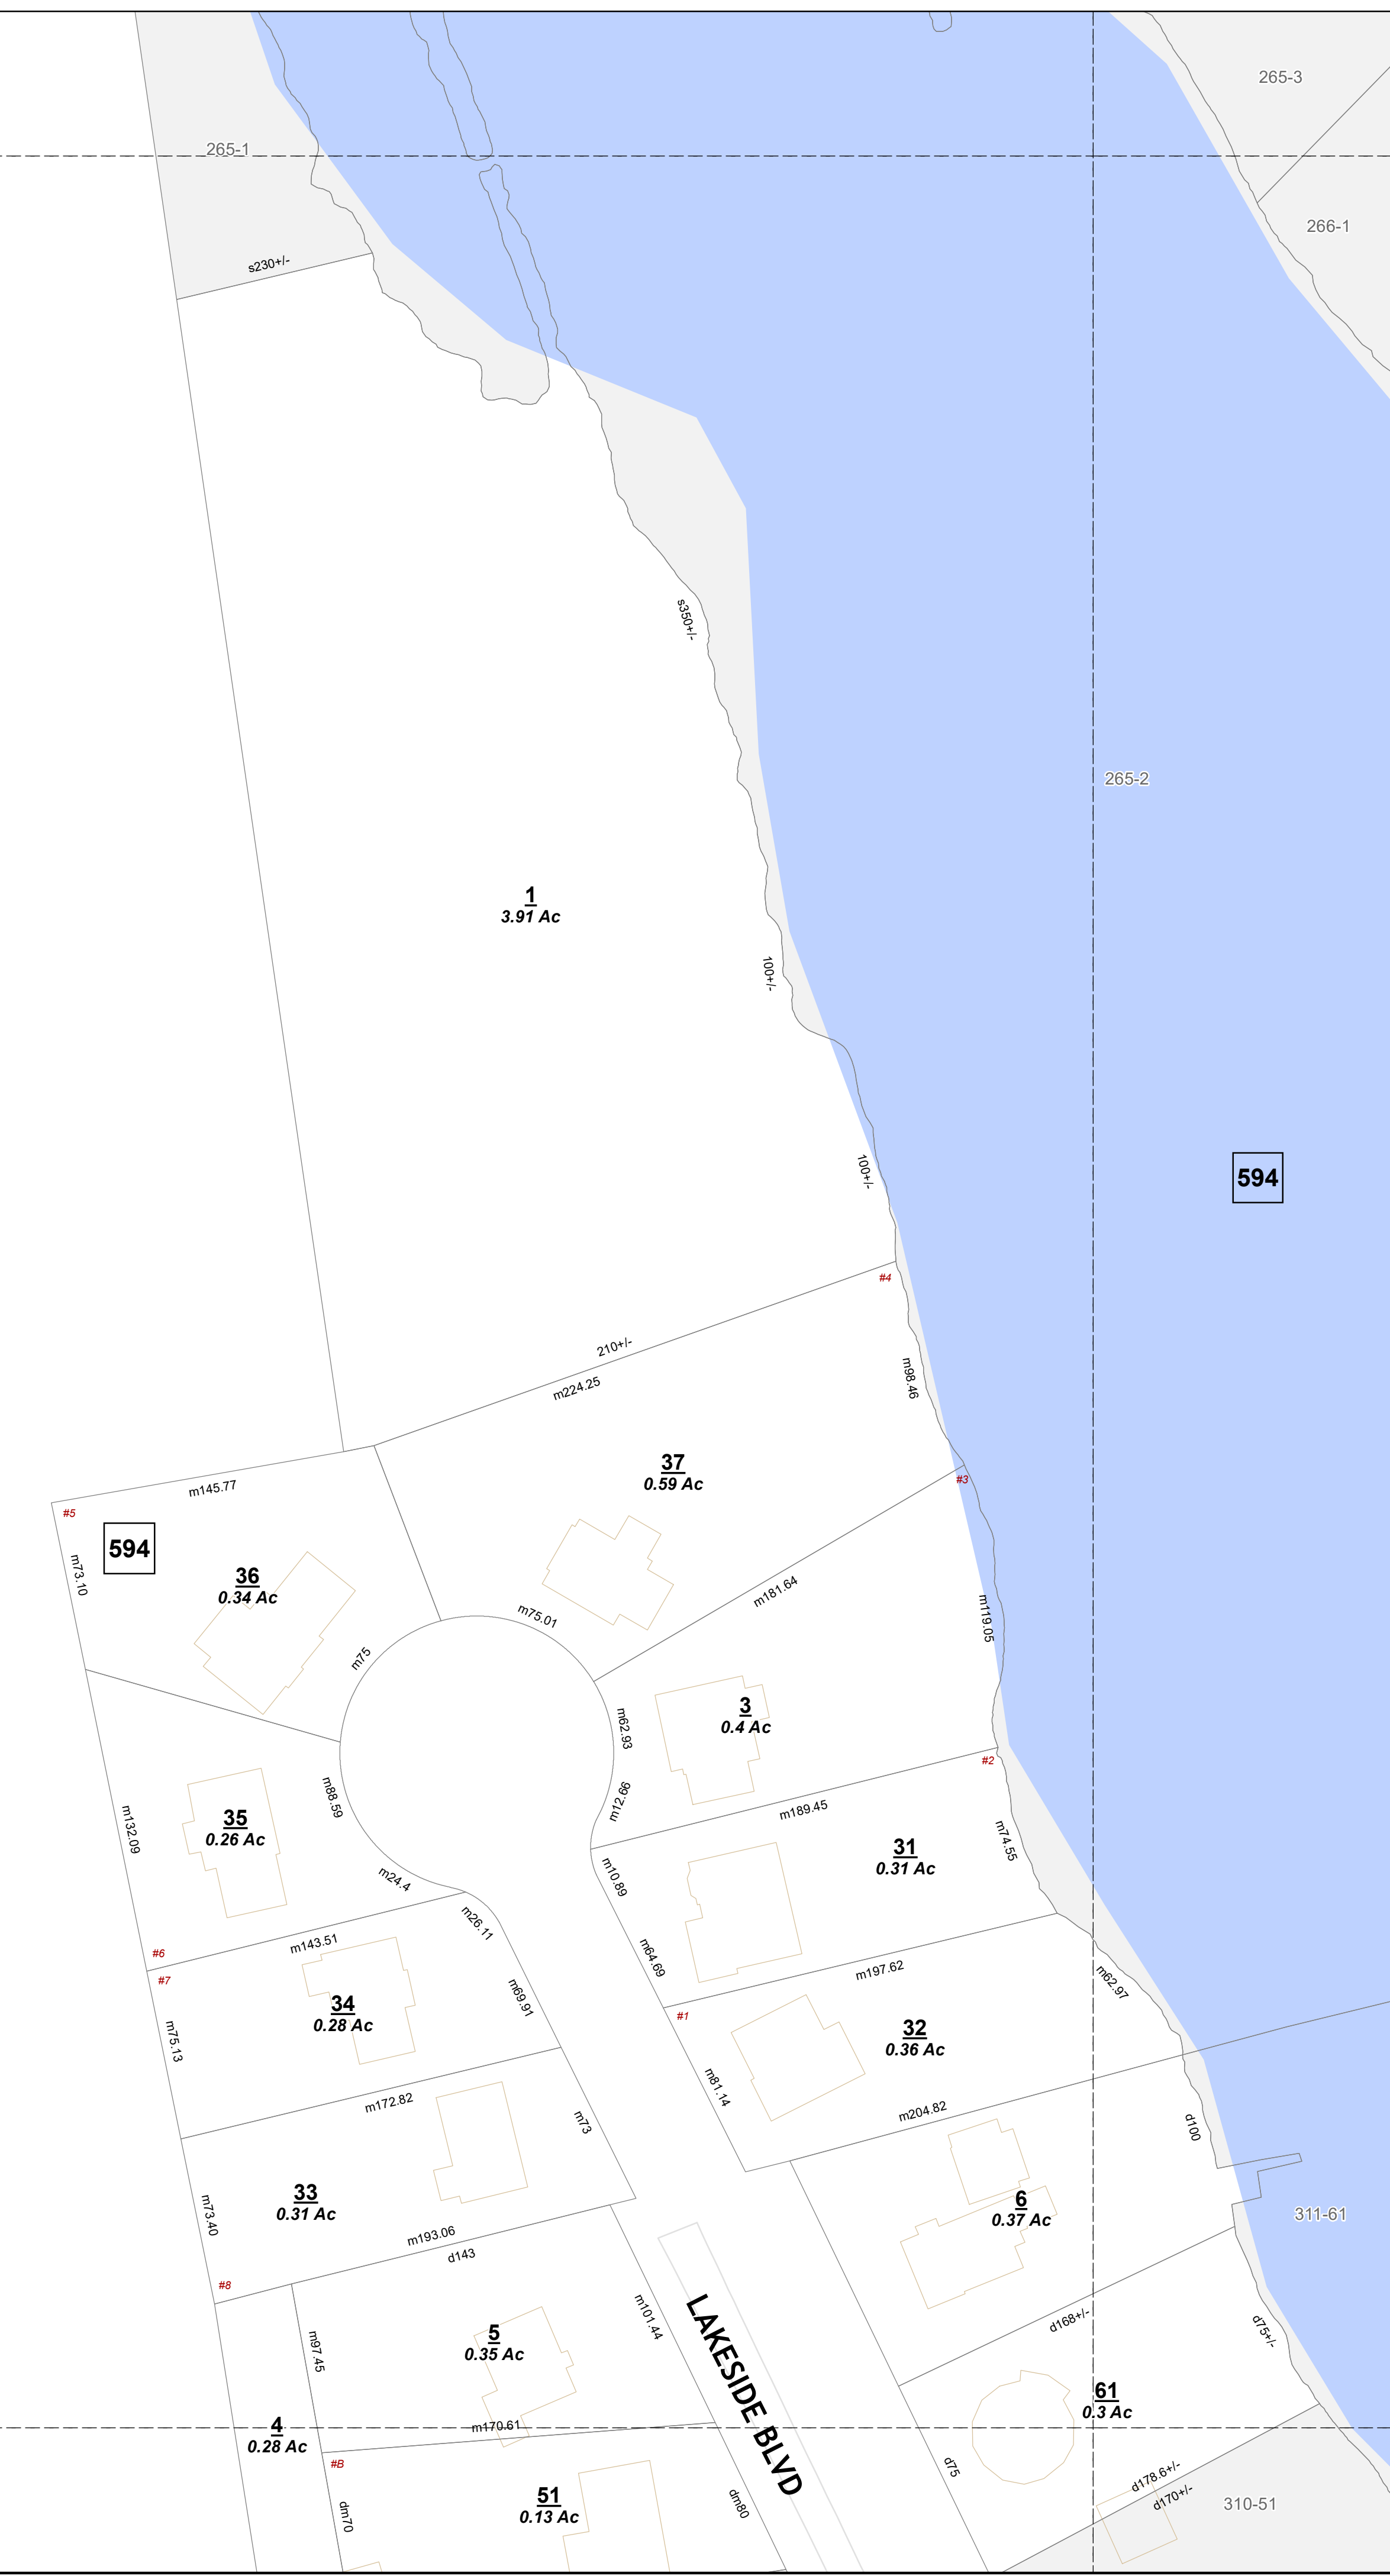 265-3
265-1
266-1
s230+/-
s350+/-
265-2
1
3.91 Ac
100+/-
100+/-
594
#4
210+/-
m224.25
m98.46
37
0.59 Ac
#3
m145.77
#5
594
m73.10
36
0.34 Ac
m181.64
m75.01
m119.05
m75
3
0.4 Ac
m62.93
#2
m88.59
m12.66
m189.45
35
0.26 Ac
m132.09
31
0.31 Ac
m74.55
m24.4
m10.89
m26.11
m143.51
#6
#7
m64.69
m197.62
m62.97
m69.91
34
0.28 Ac
#1
32
0.36 Ac
m75.13
m81.14
m172.82
m73
m204.82
d100
33
0.31 Ac
6
0.37 Ac
m73.40
311-61
m193.06
d143
#8
m101.44
d168+/-
d75+/-
5
0.35 Ac
m97.45
LAKESIDE BLVD
61
0.3 Ac
4
0.28 Ac
m170.61
#B
d75
d178.6+/-
d170+/-
51
0.13 Ac
dm80
310-51
dm70